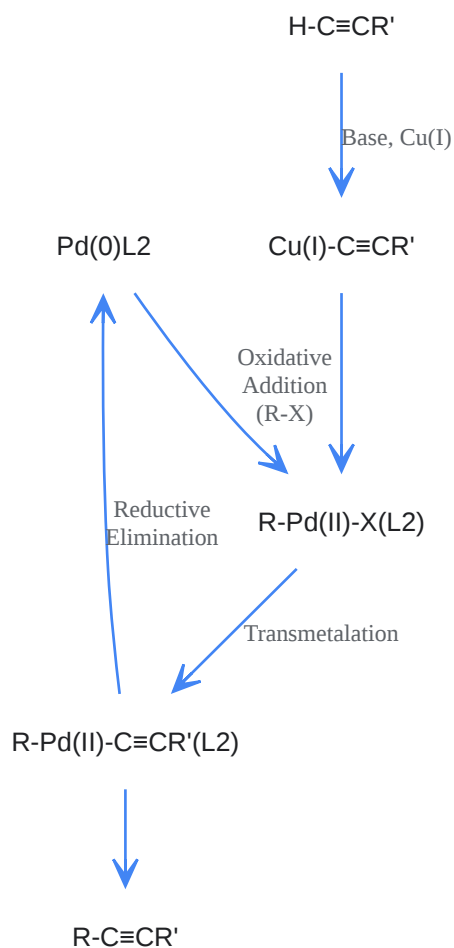 H-C≡CR'
Base, Cu(I)
Pd(0)L2
Cu(I)-C≡CR'
Oxidative
Addition
(R-X)
Reductive
Elimination
R-Pd(II)-X(L2)
Transmetalation
R-Pd(II)-C≡CR'(L2)
R-C≡CR'